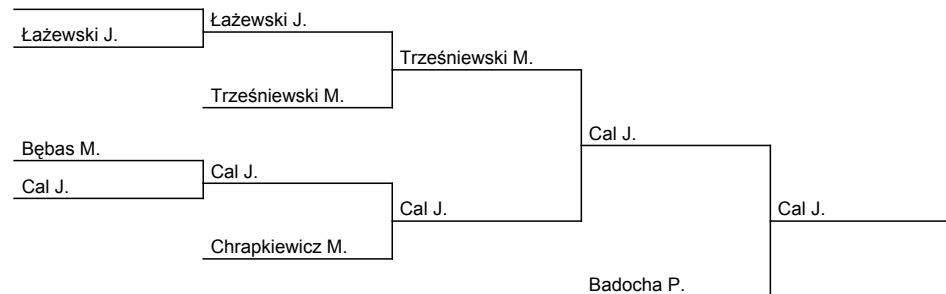 Łażewski J.
Łażewski J.
Trześniewski M.
Trześniewski M.
Bębas M.
Cal J.
Cal J.
Cal J.
Chrapkiewicz M.
Cal J.
Cal J.
Badocha P.